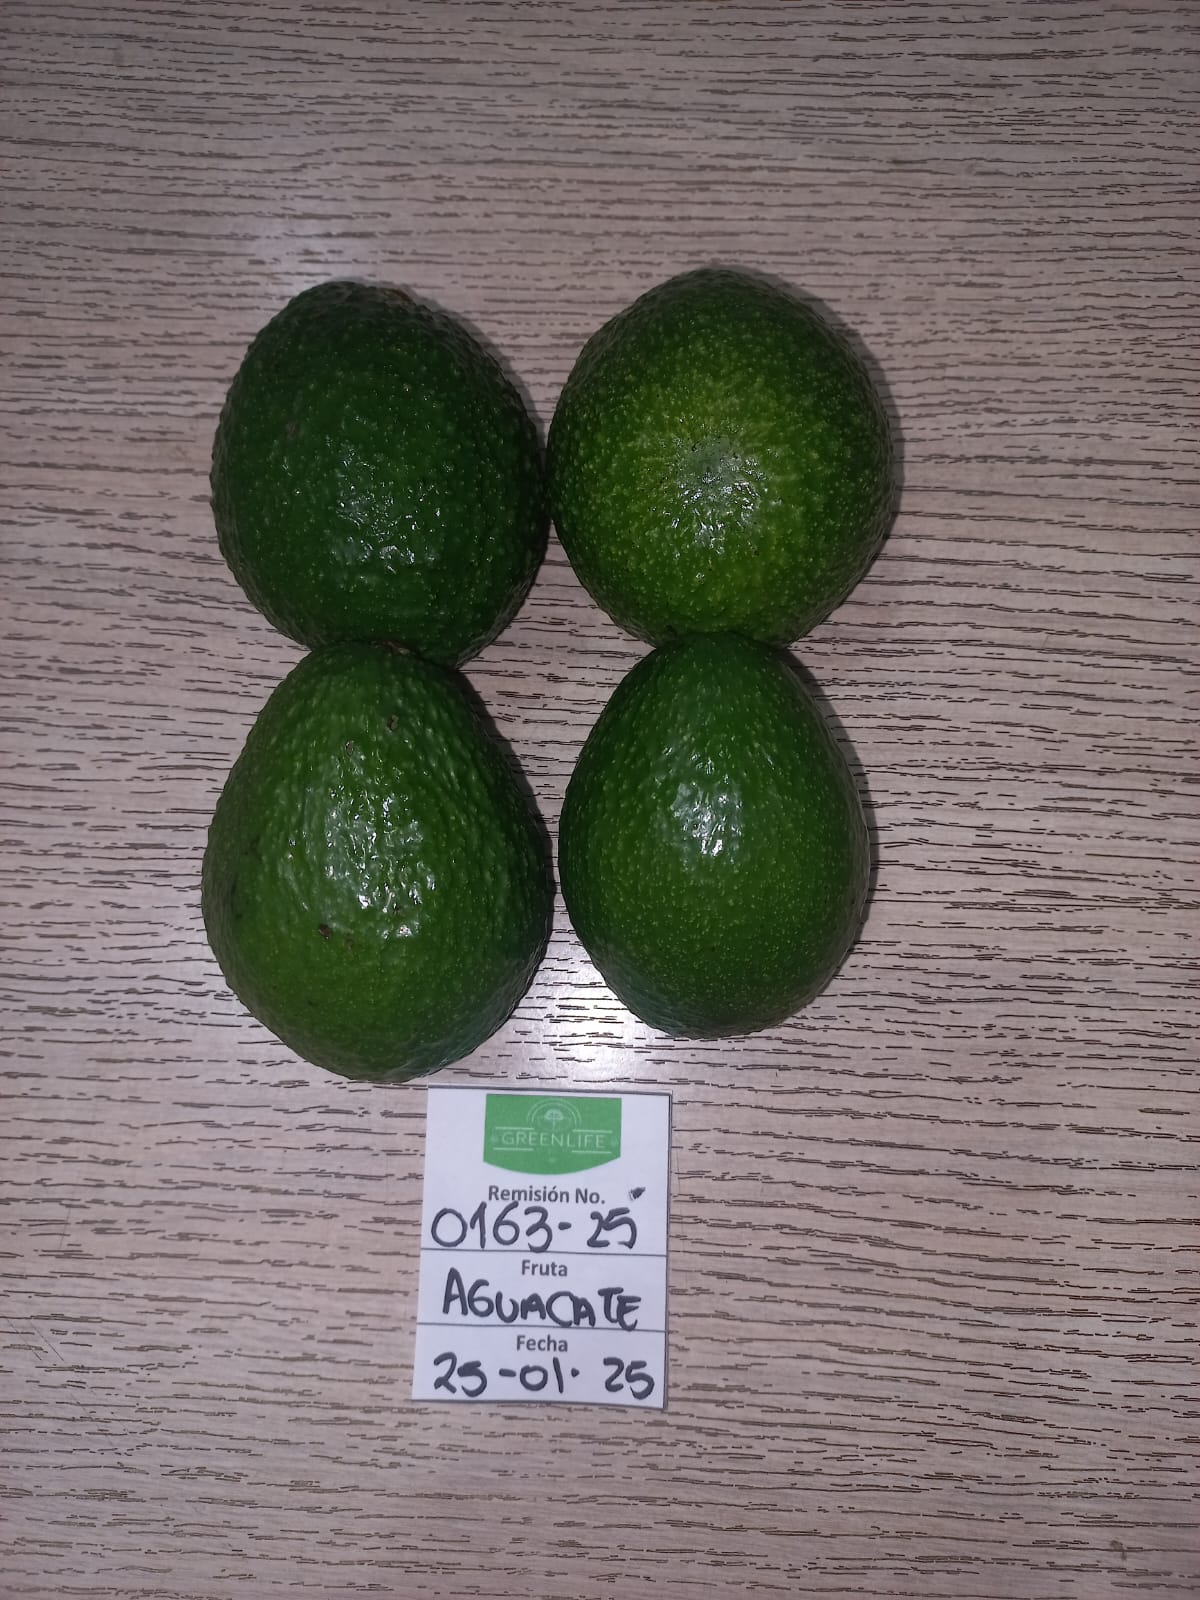 GREENLIFE
Remisión No.
0163-25
Fruta
AGUACATE
Fecha
25-01-25